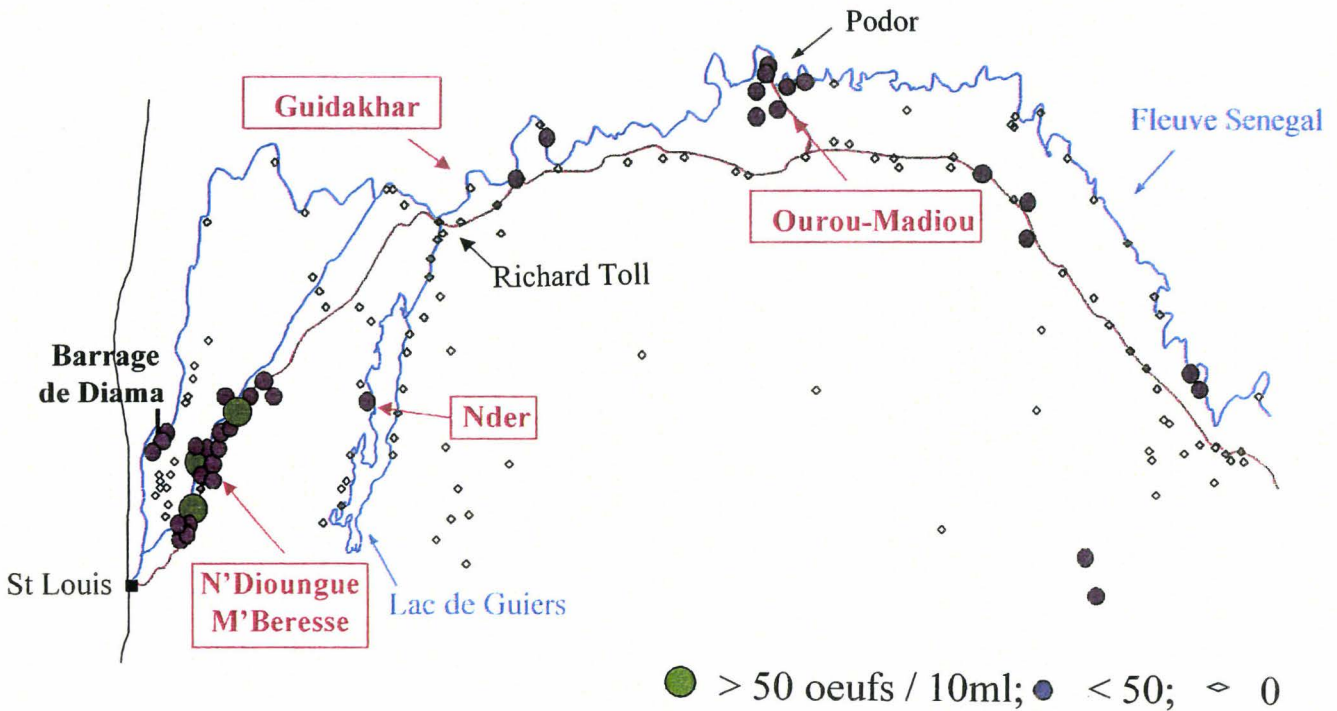 Podor
Guidakhar
Fleuve Senegal
Ourou-Madiou
Richard Toll
Barrage
de Diama
Nder
St Louis
N'Dioungue
M'Beresse
Lac de Guiers
> 50 oeufs / 10ml; < 50; 0